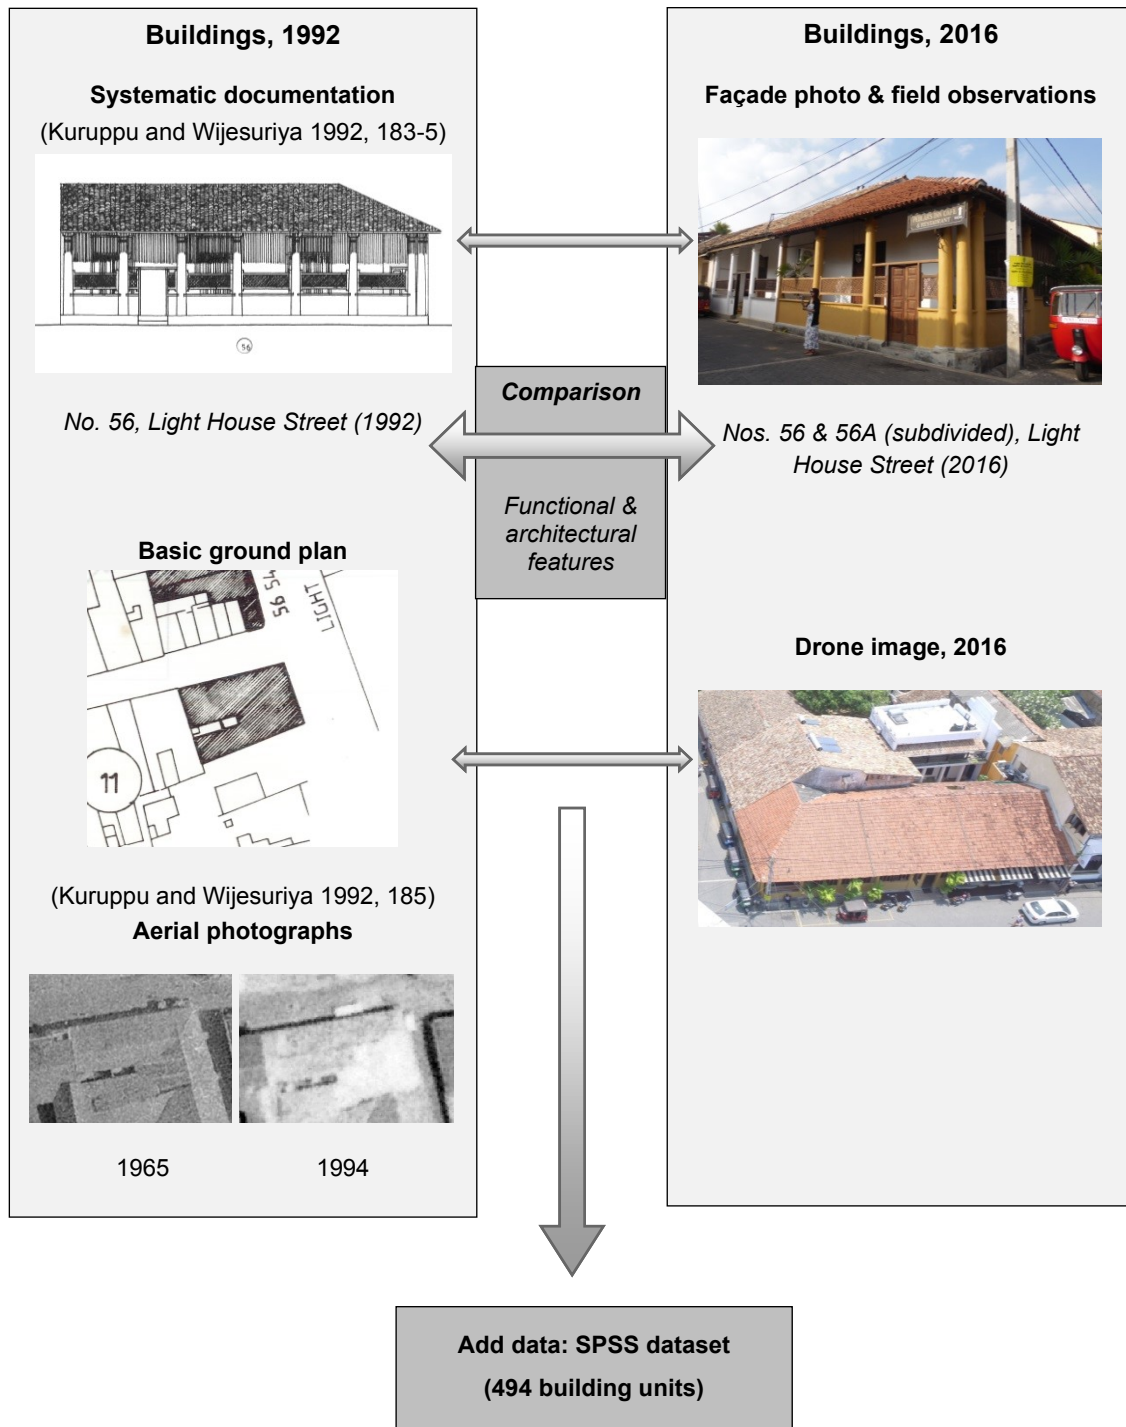 Buildings, 1992
Systematic documentation
(Kuruppu and Wijesuriya 1992, 183-5)
56
No. 56, Light House Street (1992)
Basic ground plan
56
54
LIGHT
11
(Kuruppu and Wijesuriya 1992, 185)
Aerial photographs
1965
1994
Comparison
Functional &
architectural
features
Buildings, 2016
Façade photo & field observations
Nos. 56 & 56A (subdivided), Light
House Street (2016)
Drone image, 2016
Add data: SPSS dataset
(494 building units)